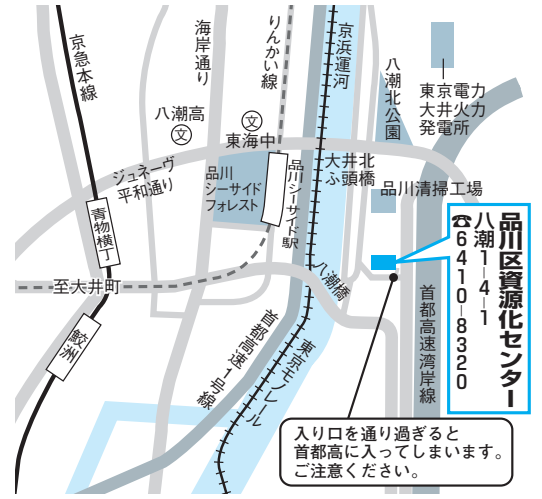 京急本線
海岸通り
りんかい線
京浜運河
八潮北公園
東京電力
大井火力
発電所
八潮高
文
文
東海中
ジュネーヴ
平和通り
品川
シーサイド
フォレスト
品川シーサイド駅
大井北
ふ頭橋
品川清掃工場
青物横丁
至大井町
鮫洲
八潮橋
首都高速1号線
東京モノレール
首都高速湾岸線
品川区資源化センター
八潮1−4−1
☎6410−8320
入り口を通り過ぎると
首都高に入ってしまいます。
ご注意ください。